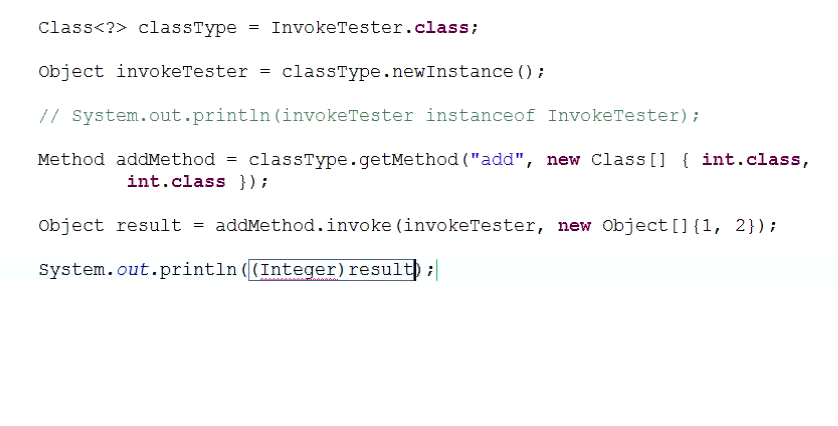 Class<?> classType = InvokeTester.class;
Object invokeTester = classType.newInstance();
// System.out.println(invokeTester instanceof InvokeTester);
Method addMethod = classType.getMethod("add", new Class[] { int.class,
int.class });
Object result = addMethod.invoke(invokeTester, new Object[]{1, 2});
System.out.println((Integer)result);